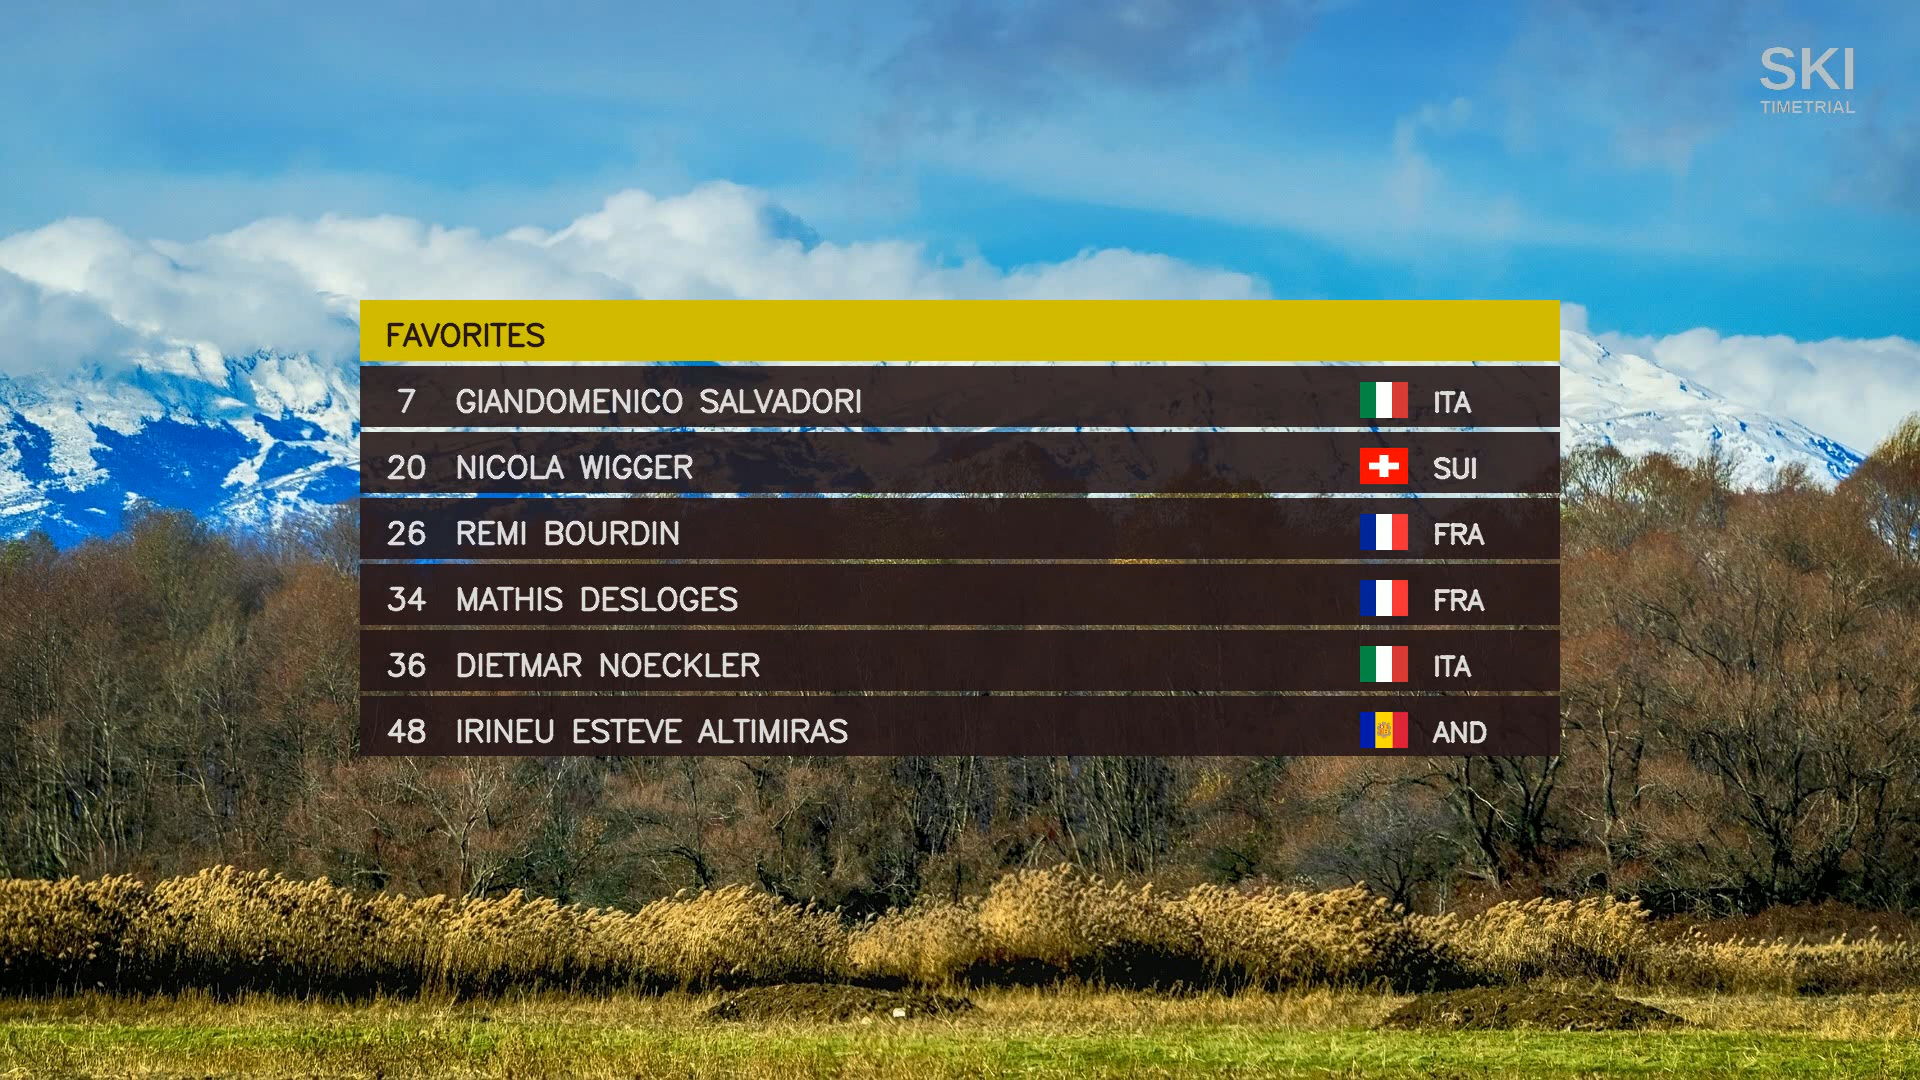 SKI
TIMETRIAL
FAVORITES
7 GIANDOMENICO SALVADORI ITA
20 NICOLA WIGGER SUI
26 REMI BOURDIN FRA
34 MATHIS DESLOGES FRA
36 DIETMAR NOECKLER ITA
48 IRINEU ESTEVE ALTIMIRAS AND